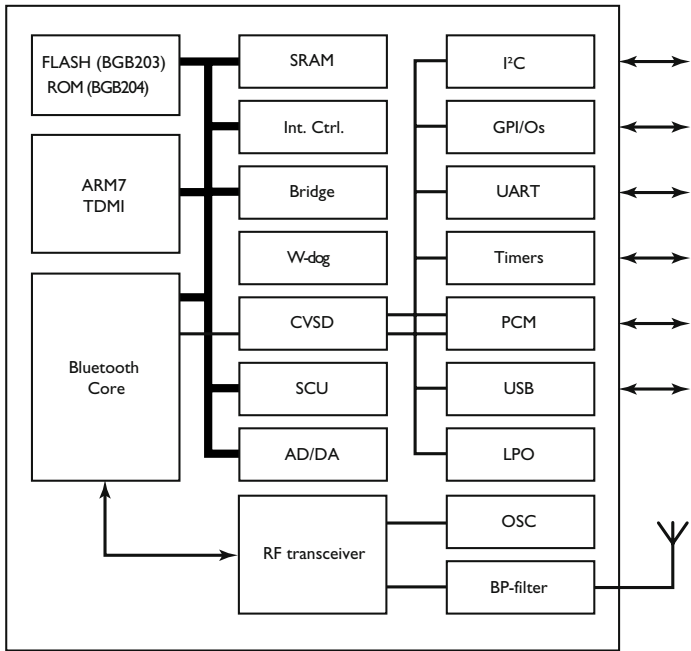 FLASH (BGB203)
ROM (BGB204)
ARM7
TDMI
Bluetooth
Core
SRAM
Int. Ctrl.
Bridge
W-dog
CVSD
SCU
AD/DA
RF transceiver
I²C
GPI/Os
UART
Timers
PCM
USB
LPO
OSC
BP-filter